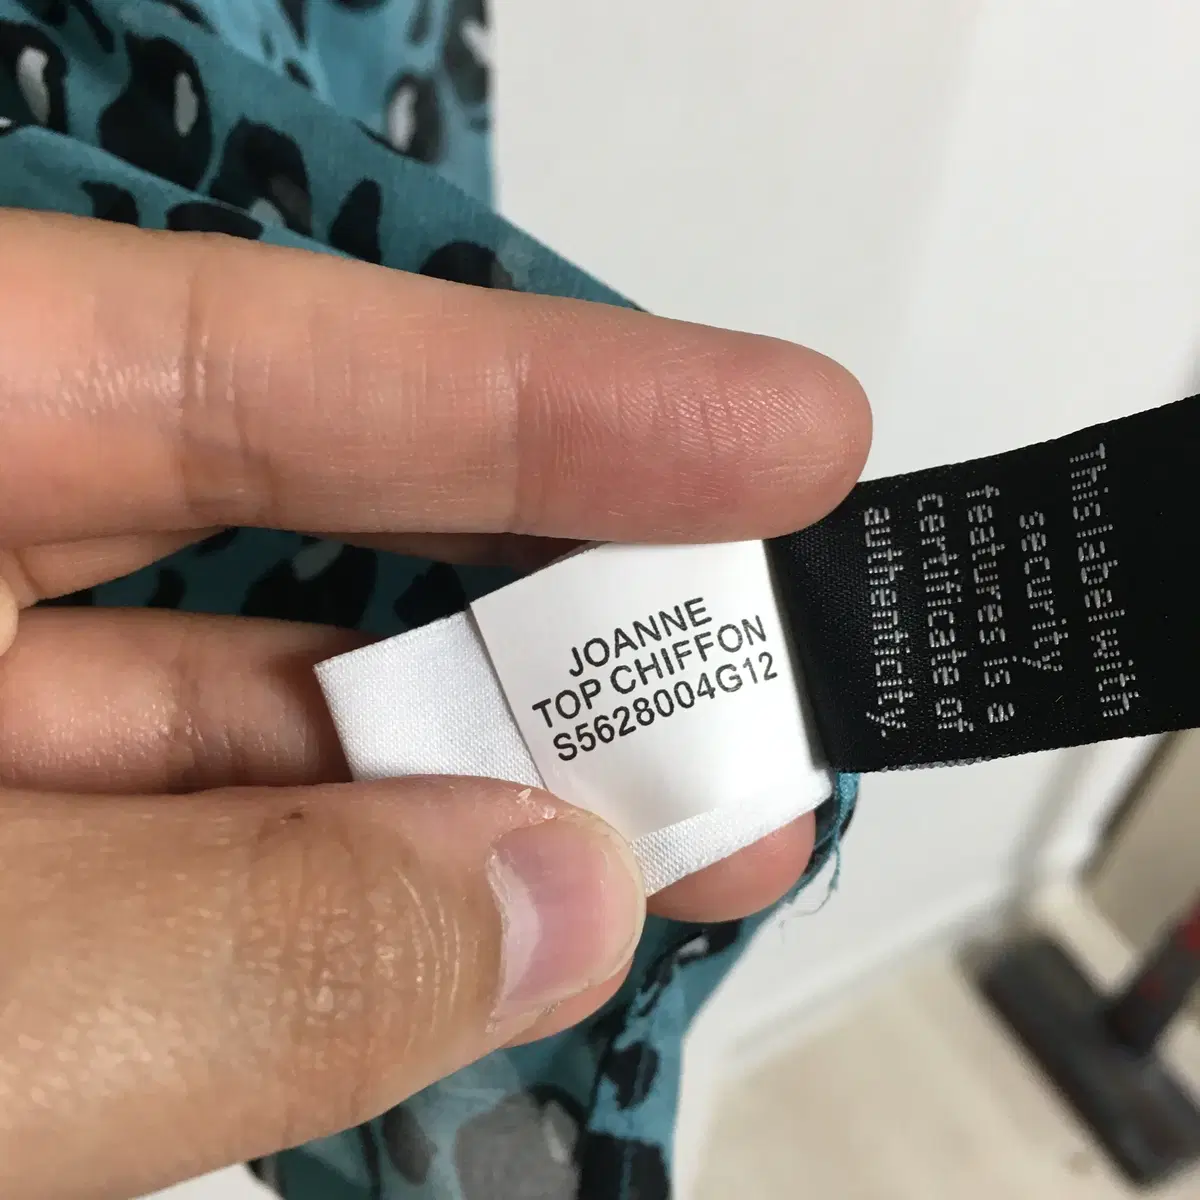 JOANNE
TOP CHIFFON
S5628004G12
This label with
security
features is a
certificate of
authenticity.